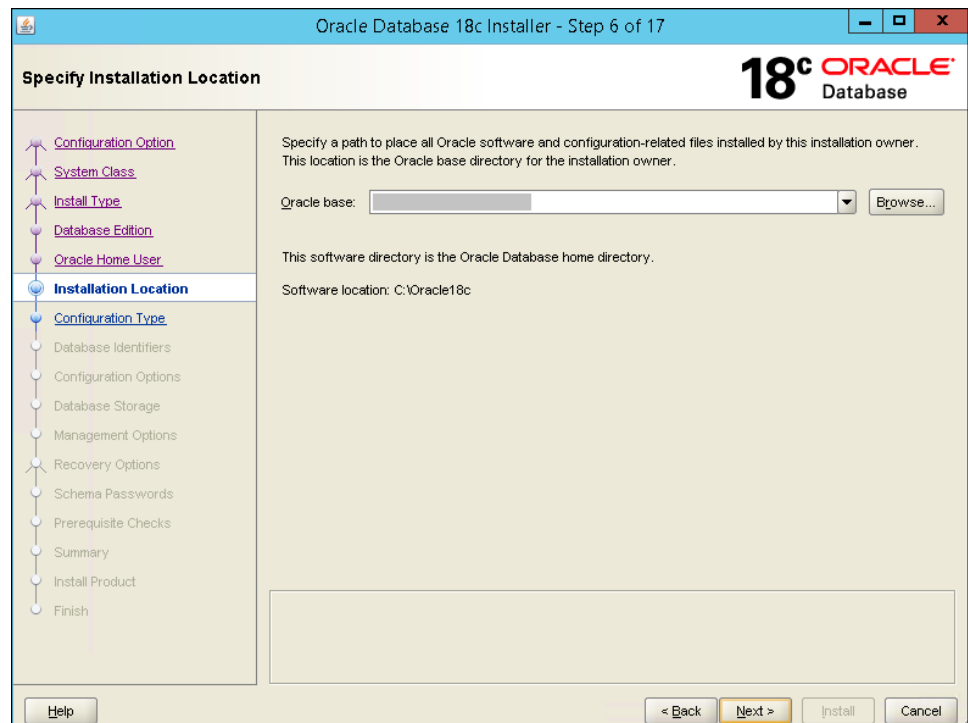 Oracle Database 18c Installer - Step 6 of 17
Specify Installation Location
18c ORACLE
Database
Configuration Option
System Class
Install Type
Database Edition
Oracle Home User
Installation Location
Configuration Type
Database Identifiers
Configuration Options
Database Storage
Management Options
Recovery Options
Schema Passwords
Prerequisite Checks
Summary
Install Product
Finish
Specify a path to place all Oracle software and configuration-related files installed by this installation owner.
This location is the Oracle base directory for the installation owner.
Oracle base:
Browse...
This software directory is the Oracle Database home directory.
Software location: C:\Oracle18c
Help
< Back
Next >
Install
Cancel